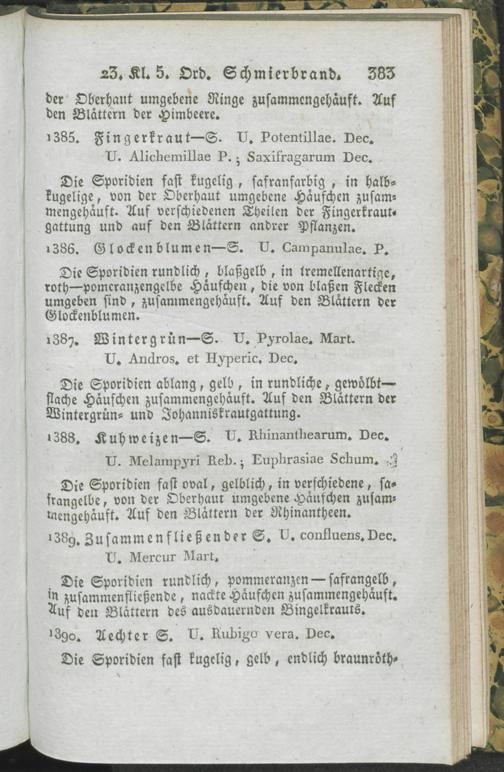 23. Kl. 5. Ord. Schmierbrand. 383
der Oberhaut umgebene Ringe zusammengehäuft. Auf
den Blättern der Himbeere.
1385. Fingerkraut—S. U. Potentillae. Dec.
U. Alichemillae P.; Saxifragarum Dec.
Die Sporidien fast kugelig, safranfarbig, in halb-
kugelige, von der Oberhaut umgebene Häufchen zusam-
mengehäuft. Auf verschiedenen Theilen der Fingerkraut-
gattung und auf den Blättern andrer Pflanzen.
1386. Glockenblumen—S. U. Campanulae. P.
Die Sporidien rundlich, blaßgelb, in tremellenartige,
roth—pomeranzengelbe Häufchen, die von blaßen Flecken
umgeben sind, zusammengehäuft. Auf den Blättern der
Glockenblumen.
1387. Wintergrün—S. U. Pyrolae. Mart.
U. Andros. et Hyperic. Dec.
Die Sporidien ablang, gelb, in rundliche, gewölbt—
flache Häufchen zusammengehäuft. Auf den Blättern der
Wintergrün- und Johanniskrautgattung.
1388. Kuhweizen—S. U. Rhinanthearum. Dec.
U. Melampyri Reb.; Euphrasiae Schum.
Die Sporidien fast oval, gelblich, in verschiedene, sa-
frangelbe, von der Oberhaut umgebene Häufchen zusam-
mengehäuft. Auf den Blättern der Rhinantheen.
1389. Zusammenfließender S. U. confluens. Dec.
U. Mercur Mart.
Die Sporidien rundlich, pommeranzen—safrangelb,
in zusammenfließende, nackte Häufchen zusammengehäuft.
Auf den Blättern des ausdauernden Bingelkrauts.
1390. Aechter S. U. Rubigo vera. Dec.
Die Sporidien fast kugelig, gelb, endlich braunröth-